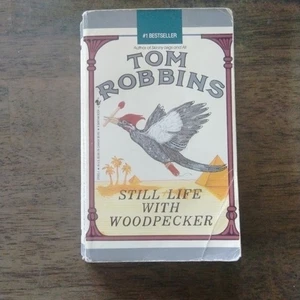 #1 BESTSELLER
TOM
ROBBINS
STILL LIFE
WITH
WOODPECKER